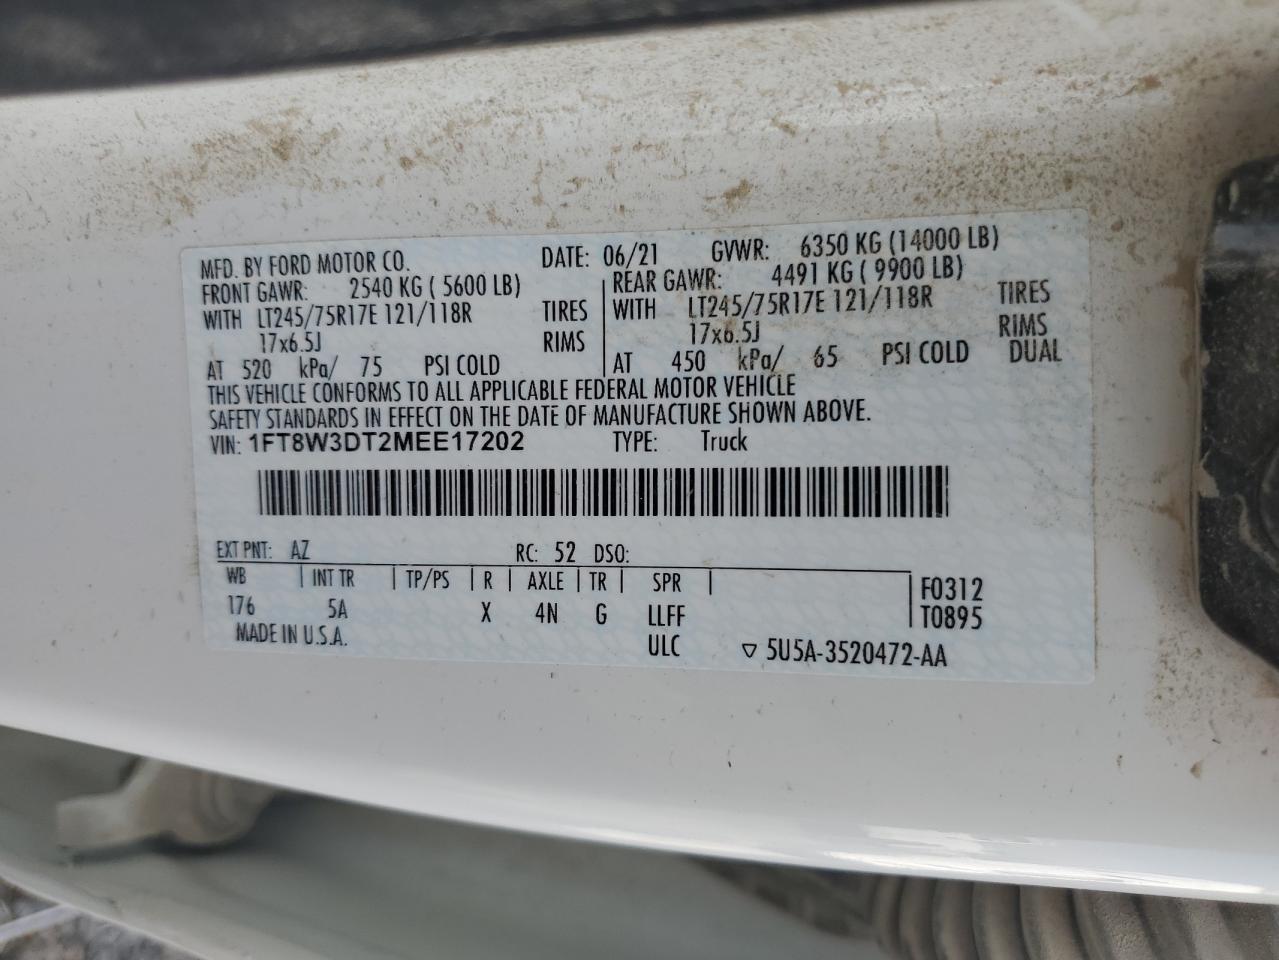 MFD. BY FORD MOTOR CO. DATE: 06/21 GVWR: 6350 KG (14000 LB)
FRONT GAWR: 2540 KG ( 5600 LB) REAR GAWR: 4491 KG ( 9900 LB)
WITH LT245/75R17E 121/118R TIRES WITH LT245/75R17E 121/118R TIRES
17x6.5J RIMS 17x6.5J RIMS
AT 520 kPa/ 75 PSI COLD AT 450 kPa/ 65 PSI COLD DUAL
THIS VEHICLE CONFORMS TO ALL APPLICABLE FEDERAL MOTOR VEHICLE
SAFETY STANDARDS IN EFFECT ON THE DATE OF MANUFACTURE SHOWN ABOVE.
VIN: 1FT8W3DT2MEE17202 TYPE: Truck
EXT PNT: AZ RC: 52 DSO:
WB INT TR TP/PS R AXLE TR SPR F0312
176 5A X 4N G LLFF T0895
MADE IN U.S.A. ULC ▽ 5U5A-3520472-AA